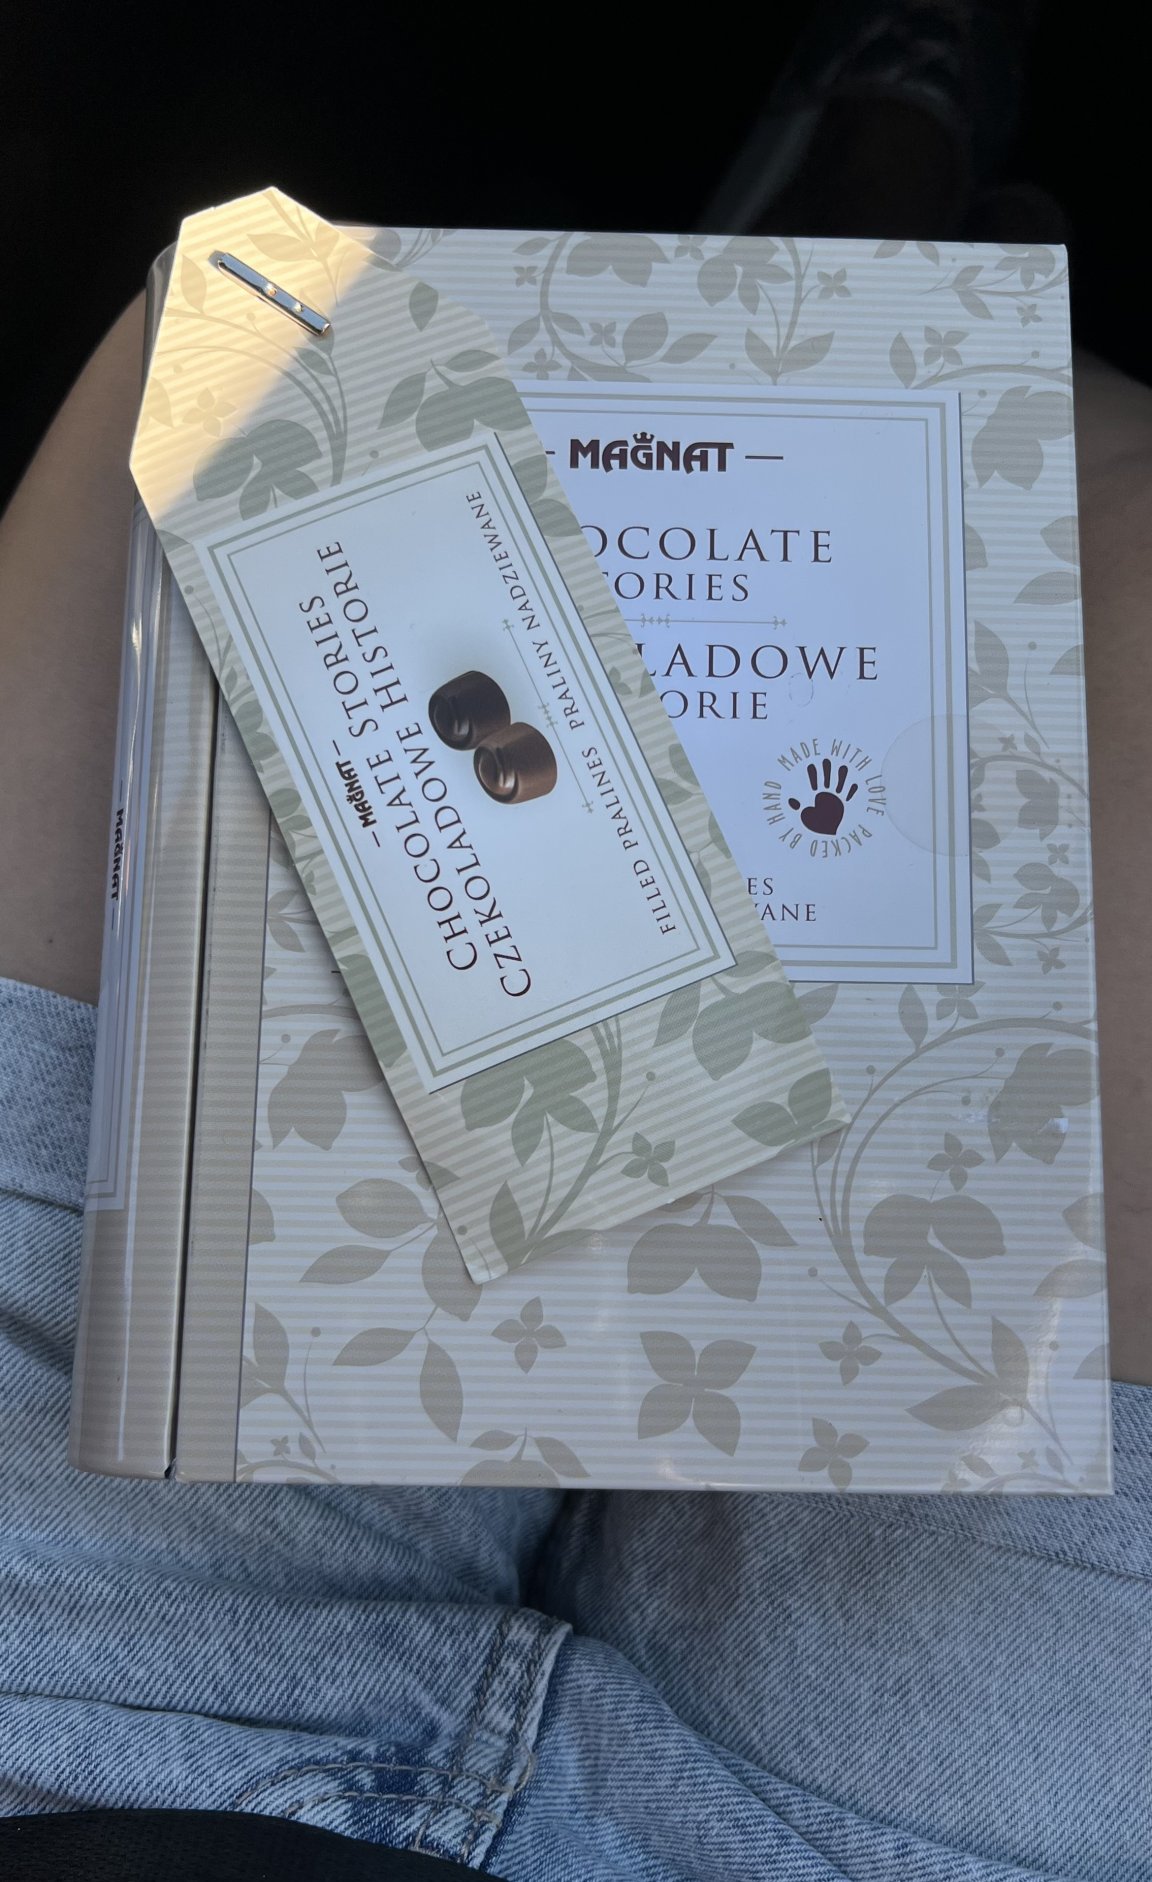 MAGNAT
CHOCOLATE STORIES
CZEKOLADOWE HISTORIE
FILLED PRALINES PRALINY NADZIEWANE
MAGNAT
OCOLATE
TORIES
LADOWE
ORIE
MADE WITH LOVE PACKED BY HAND
ES
ANE
MAGNAT